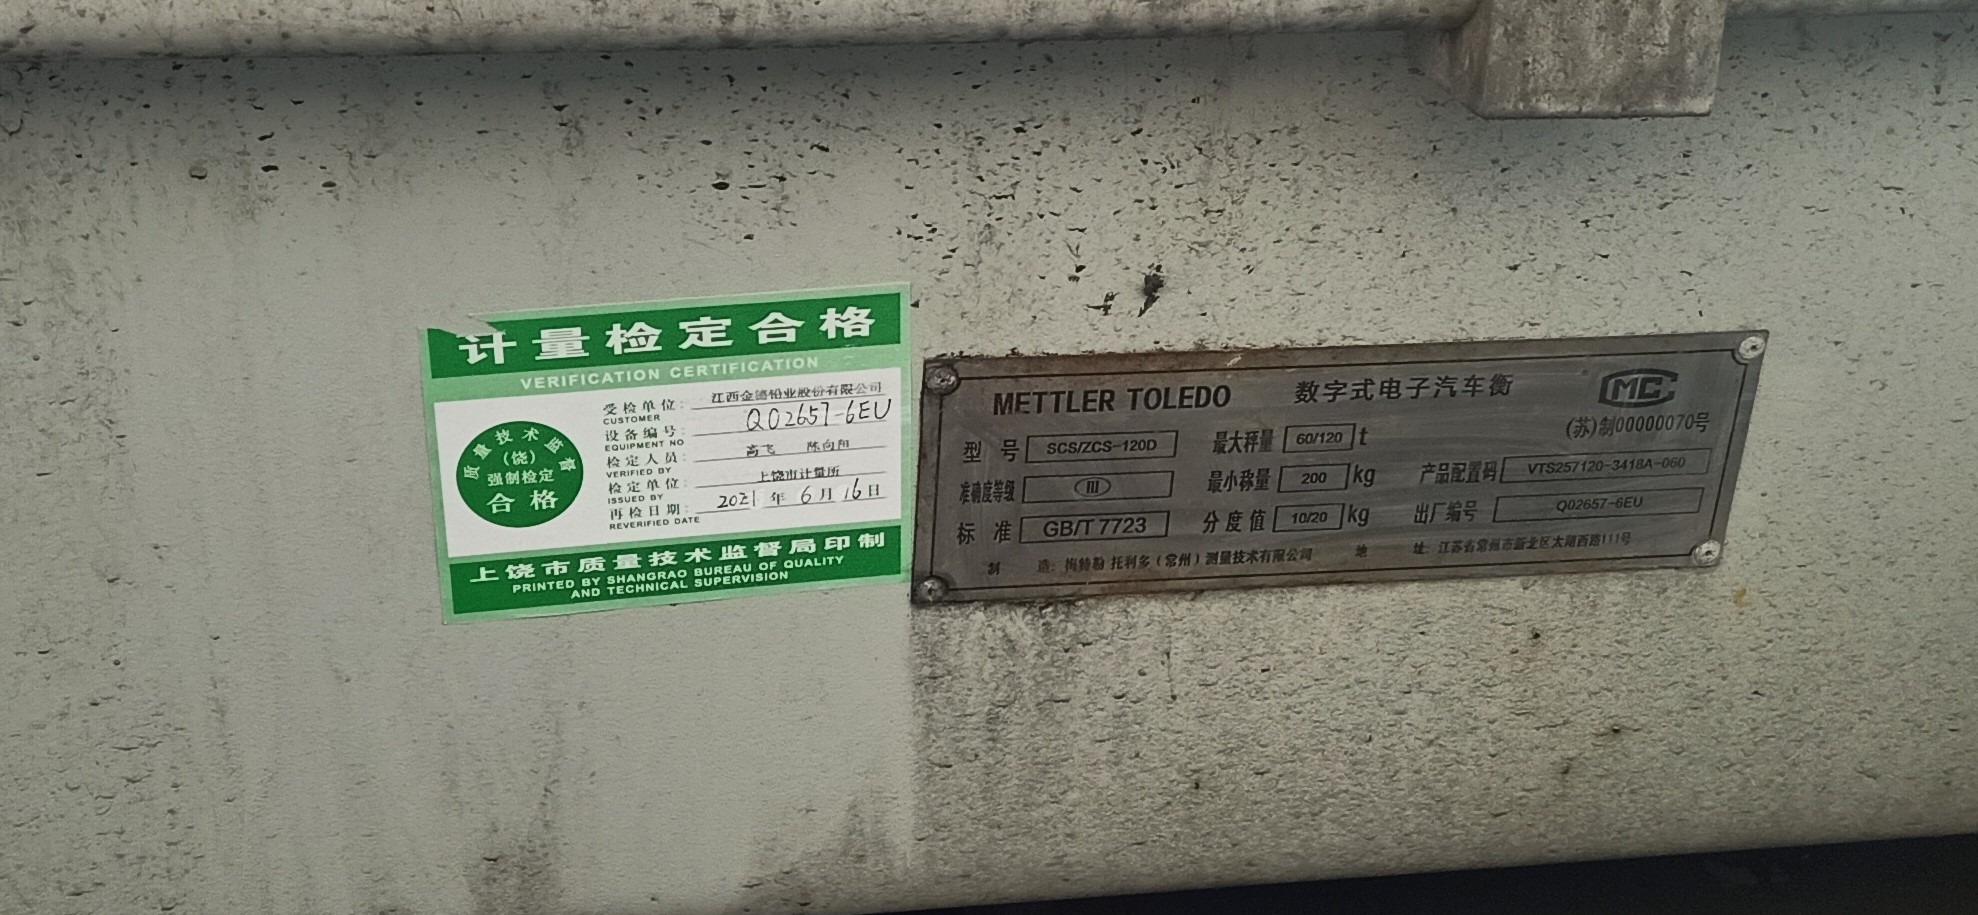 计量检定合格
VERIFICATION CERTIFICATION
质量技术监督
(饶)
强制检定
合格
受检单位: 江西金德铅业股份有限公司
CUSTOMER
设备编号: Q02657-6EU
EQUIPMENT NO
检定人员: 高飞 陈向阳
VERIFIED BY
检定单位: 上饶市计量所
ISSUED BY
再检日期: 2021年6月16日
REVERIFIED DATE
上饶市质量技术监督局印制
PRINTED BY SHANGRAO BUREAU OF QUALITY
AND TECHNICAL SUPERVISION
METTLER TOLEDO 数字式电子汽车衡 MC
(苏)制00000070号
型号 SCS/ZCS-120D 最大秤量 60/120 t
准确度等级 III 最小称量 200 kg 产品配置码 VTS257120-3418A-060
标准 GB/T 7723 分度值 10/20 kg 出厂编号 Q02657-6EU
制造: 梅特勒 托利多(常州)测量技术有限公司 地址: 江苏省常州市新北区太湖西路111号